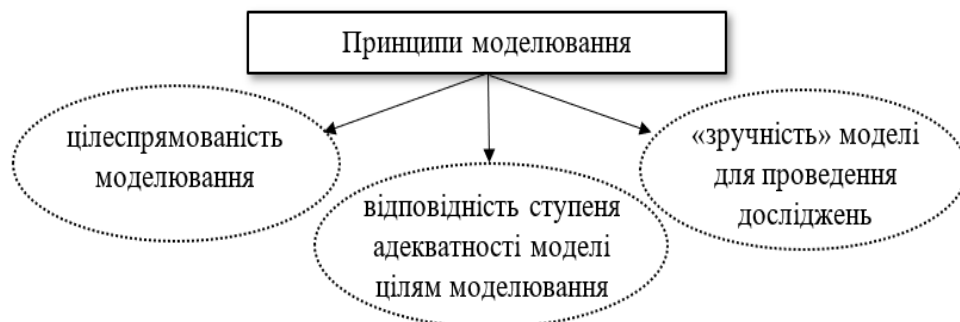 Принципи моделювання
цілеспрямованість
моделювання
відповідність ступеня
адекватності моделі
цілям моделювання
«зручність» моделі
для проведення
досліджень